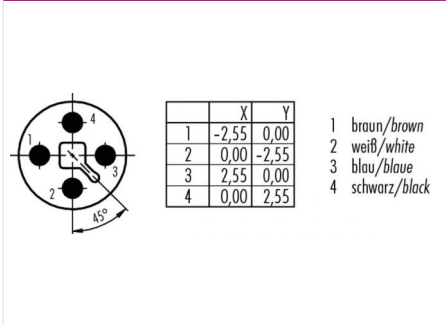 4
1
3
2
45°
X Y
1 -2,55 0,00
2 0,00 -2,55
3 2,55 0,00
4 0,00 2,55
1 braun/brown
2 weiß/white
3 blau/blaue
4 schwarz/black